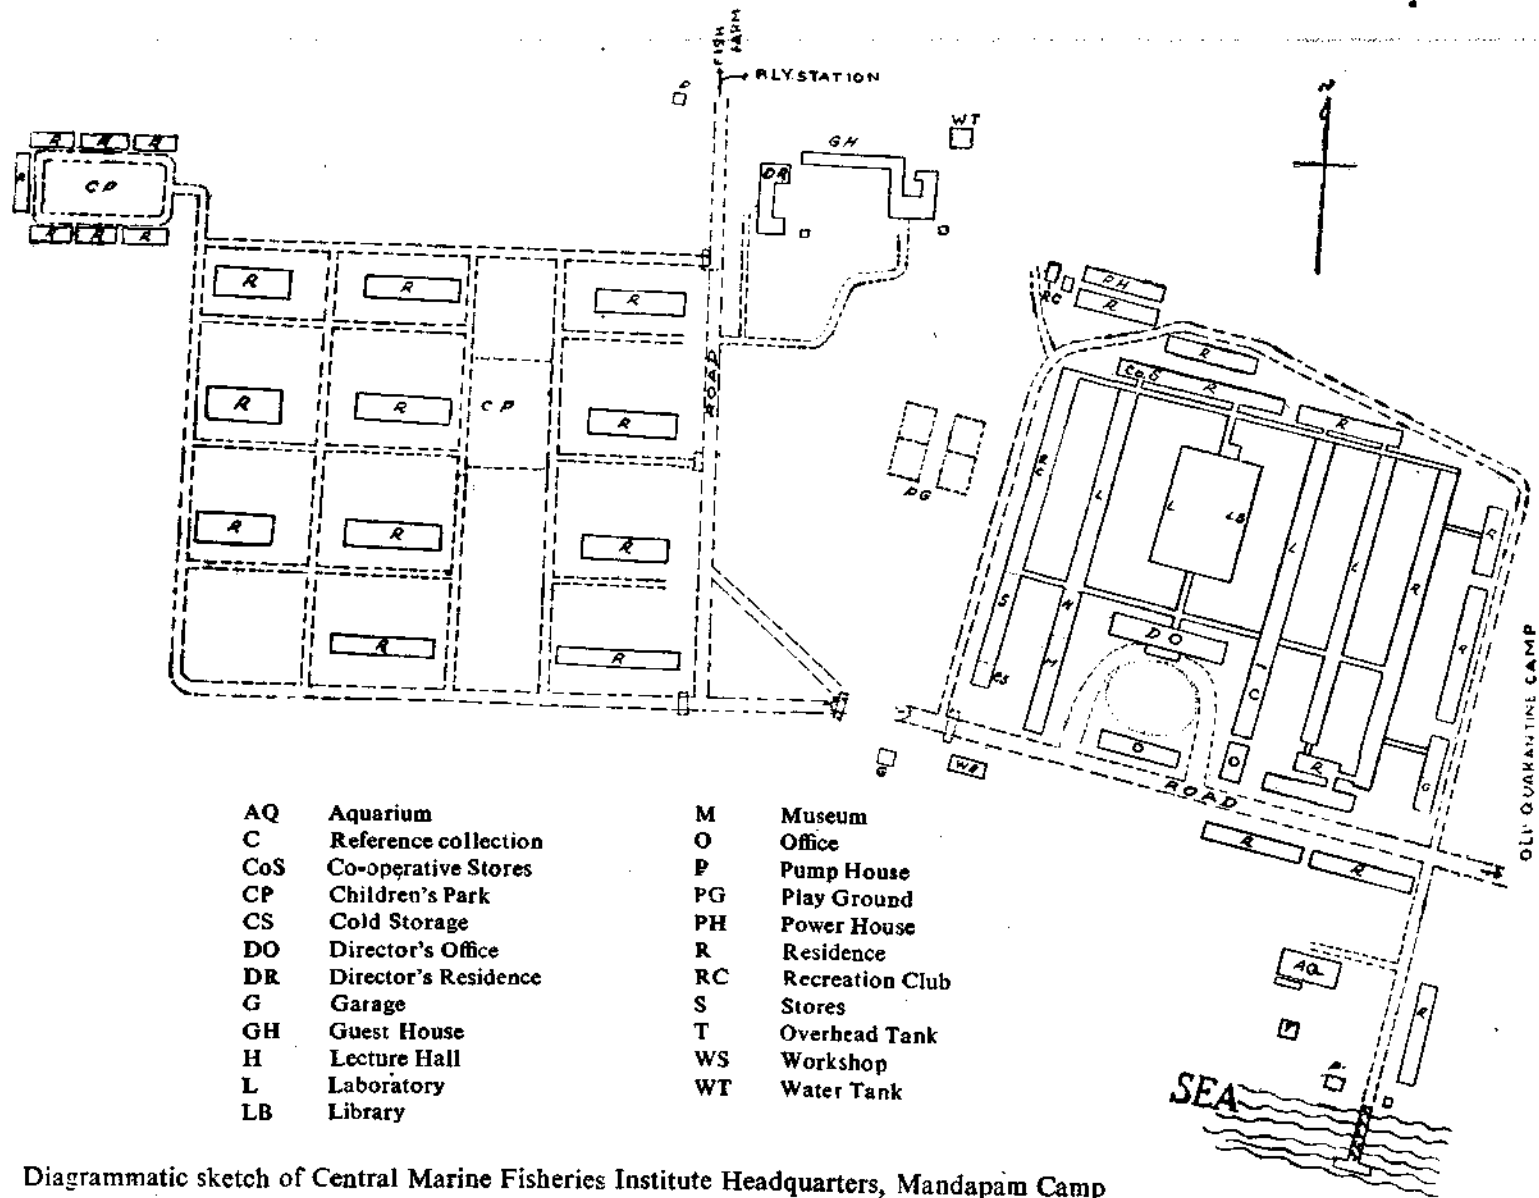 FISH
FARM
RLY. STATION
P
WT
N
GH
DR
R R R
R
CP
R R R
R R R
PH
RC
R
R
CoS R
R
ROAD
R R CP R
PG
RC
L
L
LB
L
L
R
R
R R R
S
H
DO
R
OLD QUARANTINE CAMP
R R
M
CS
C
O
O
R
G
G
WS
ROAD
R
R
AQ Aquarium
C Reference collection
CoS Co-operative Stores
CP Children's Park
CS Cold Storage
DO Director's Office
DR Director's Residence
G Garage
GH Guest House
H Lecture Hall
L Laboratory
LB Library
M Museum
O Office
P Pump House
PG Play Ground
PH Power House
R Residence
RC Recreation Club
S Stores
T Overhead Tank
WS Workshop
WT Water Tank
AQ
R
SEA
Diagrammatic sketch of Central Marine Fisheries Institute Headquarters, Mandapam Camp